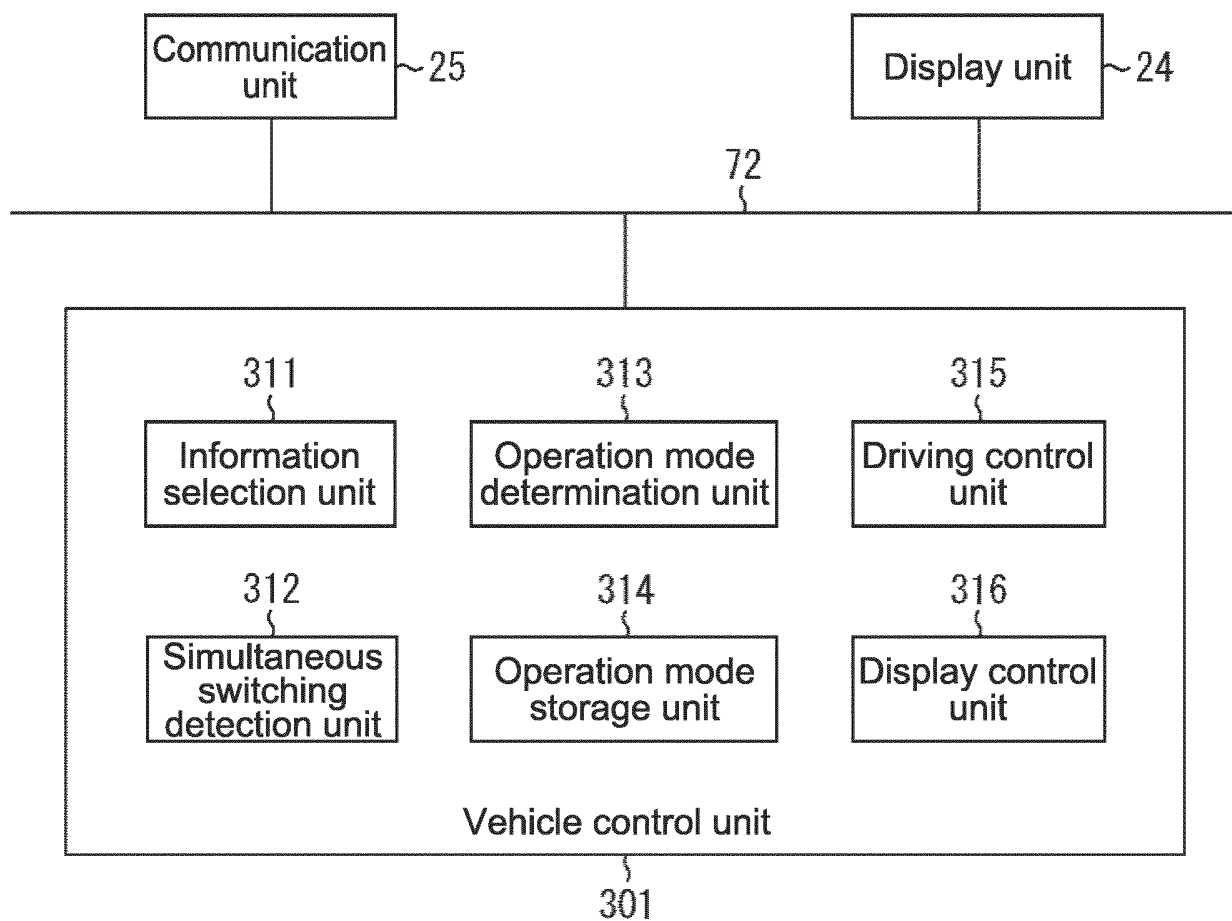 Communication
unit
25
Display unit
24
72
311
313
315
Information
selection unit
Operation mode
determination unit
Driving control
unit
312
314
316
Simultaneous
switching
detection unit
Operation mode
storage unit
Display control
unit
Vehicle control unit
301